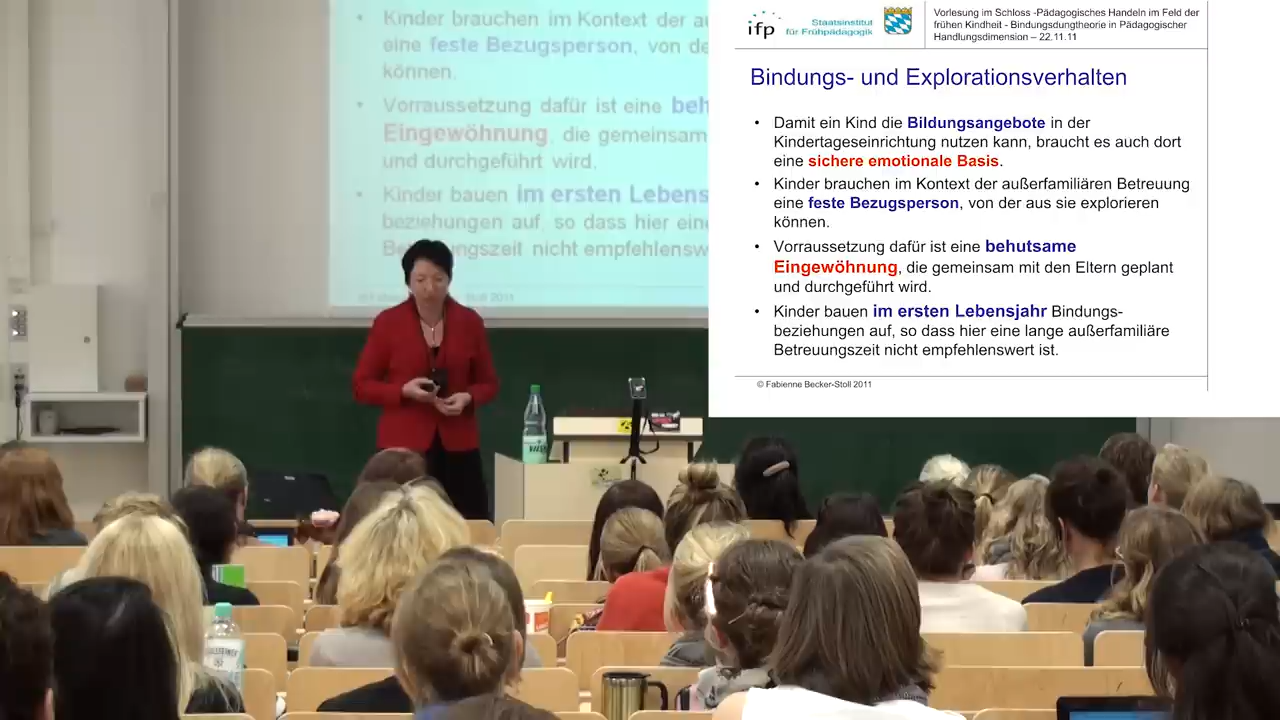 Kinder brauchen im Kontext der au
eine feste Bezugsperson, von de
können.
Vorraussetzung dafür ist eine beh
Eingewöhnung, die gemeinsam
und durchgeführt wird.
Kinder bauen im ersten Lebens
beziehungen auf, so dass hier eine
ungszeit nicht empfehlensw
ifp
Staatsinstitut
für Frühpädagogik
Vorlesung im Schloss -Pädagogisches Handeln im Feld der
frühen Kindheit - Bindungsdungtheorie in Pädagogischer
Handlungsdimension – 22.11.11
Bindungs- und Explorationsverhalten
• Damit ein Kind die Bildungsangebote in der
Kindertageseinrichtung nutzen kann, braucht es auch dort
eine sichere emotionale Basis.
• Kinder brauchen im Kontext der außerfamiliären Betreuung
eine feste Bezugsperson, von der aus sie explorieren
können.
• Vorraussetzung dafür ist eine behutsame
Eingewöhnung, die gemeinsam mit den Eltern geplant
und durchgeführt wird.
• Kinder bauen im ersten Lebensjahr Bindungs-
beziehungen auf, so dass hier eine lange außerfamiliäre
Betreuungszeit nicht empfehlenswert ist.
© Fabienne Becker-Stoll 2011